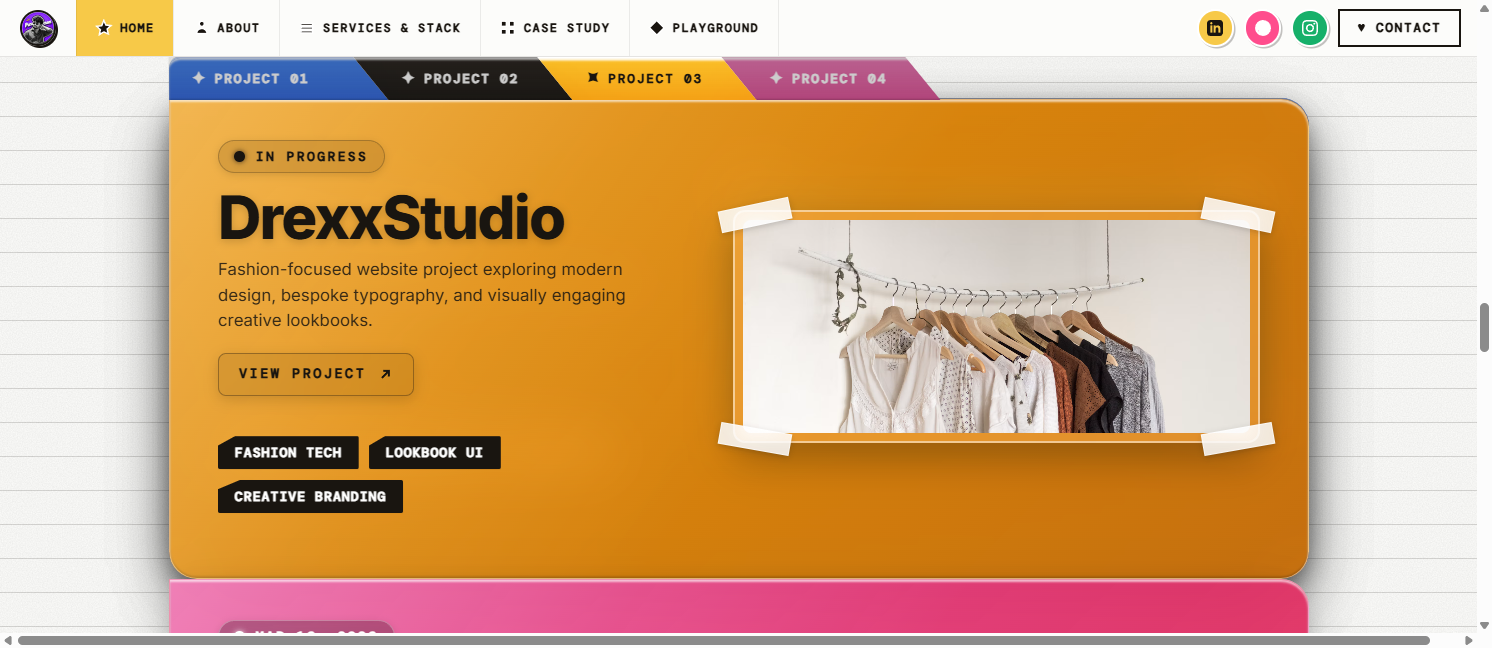 HOME
ABOUT
SERVICES & STACK
CASE STUDY
PLAYGROUND
in
♥ CONTACT
PROJECT 01
PROJECT 02
PROJECT 03
PROJECT 04
IN PROGRESS
DrexxStudio
Fashion-focused website project exploring modern
design, bespoke typography, and visually engaging
creative lookbooks.
VIEW PROJECT
FASHION TECH
LOOKBOOK UI
CREATIVE BRANDING